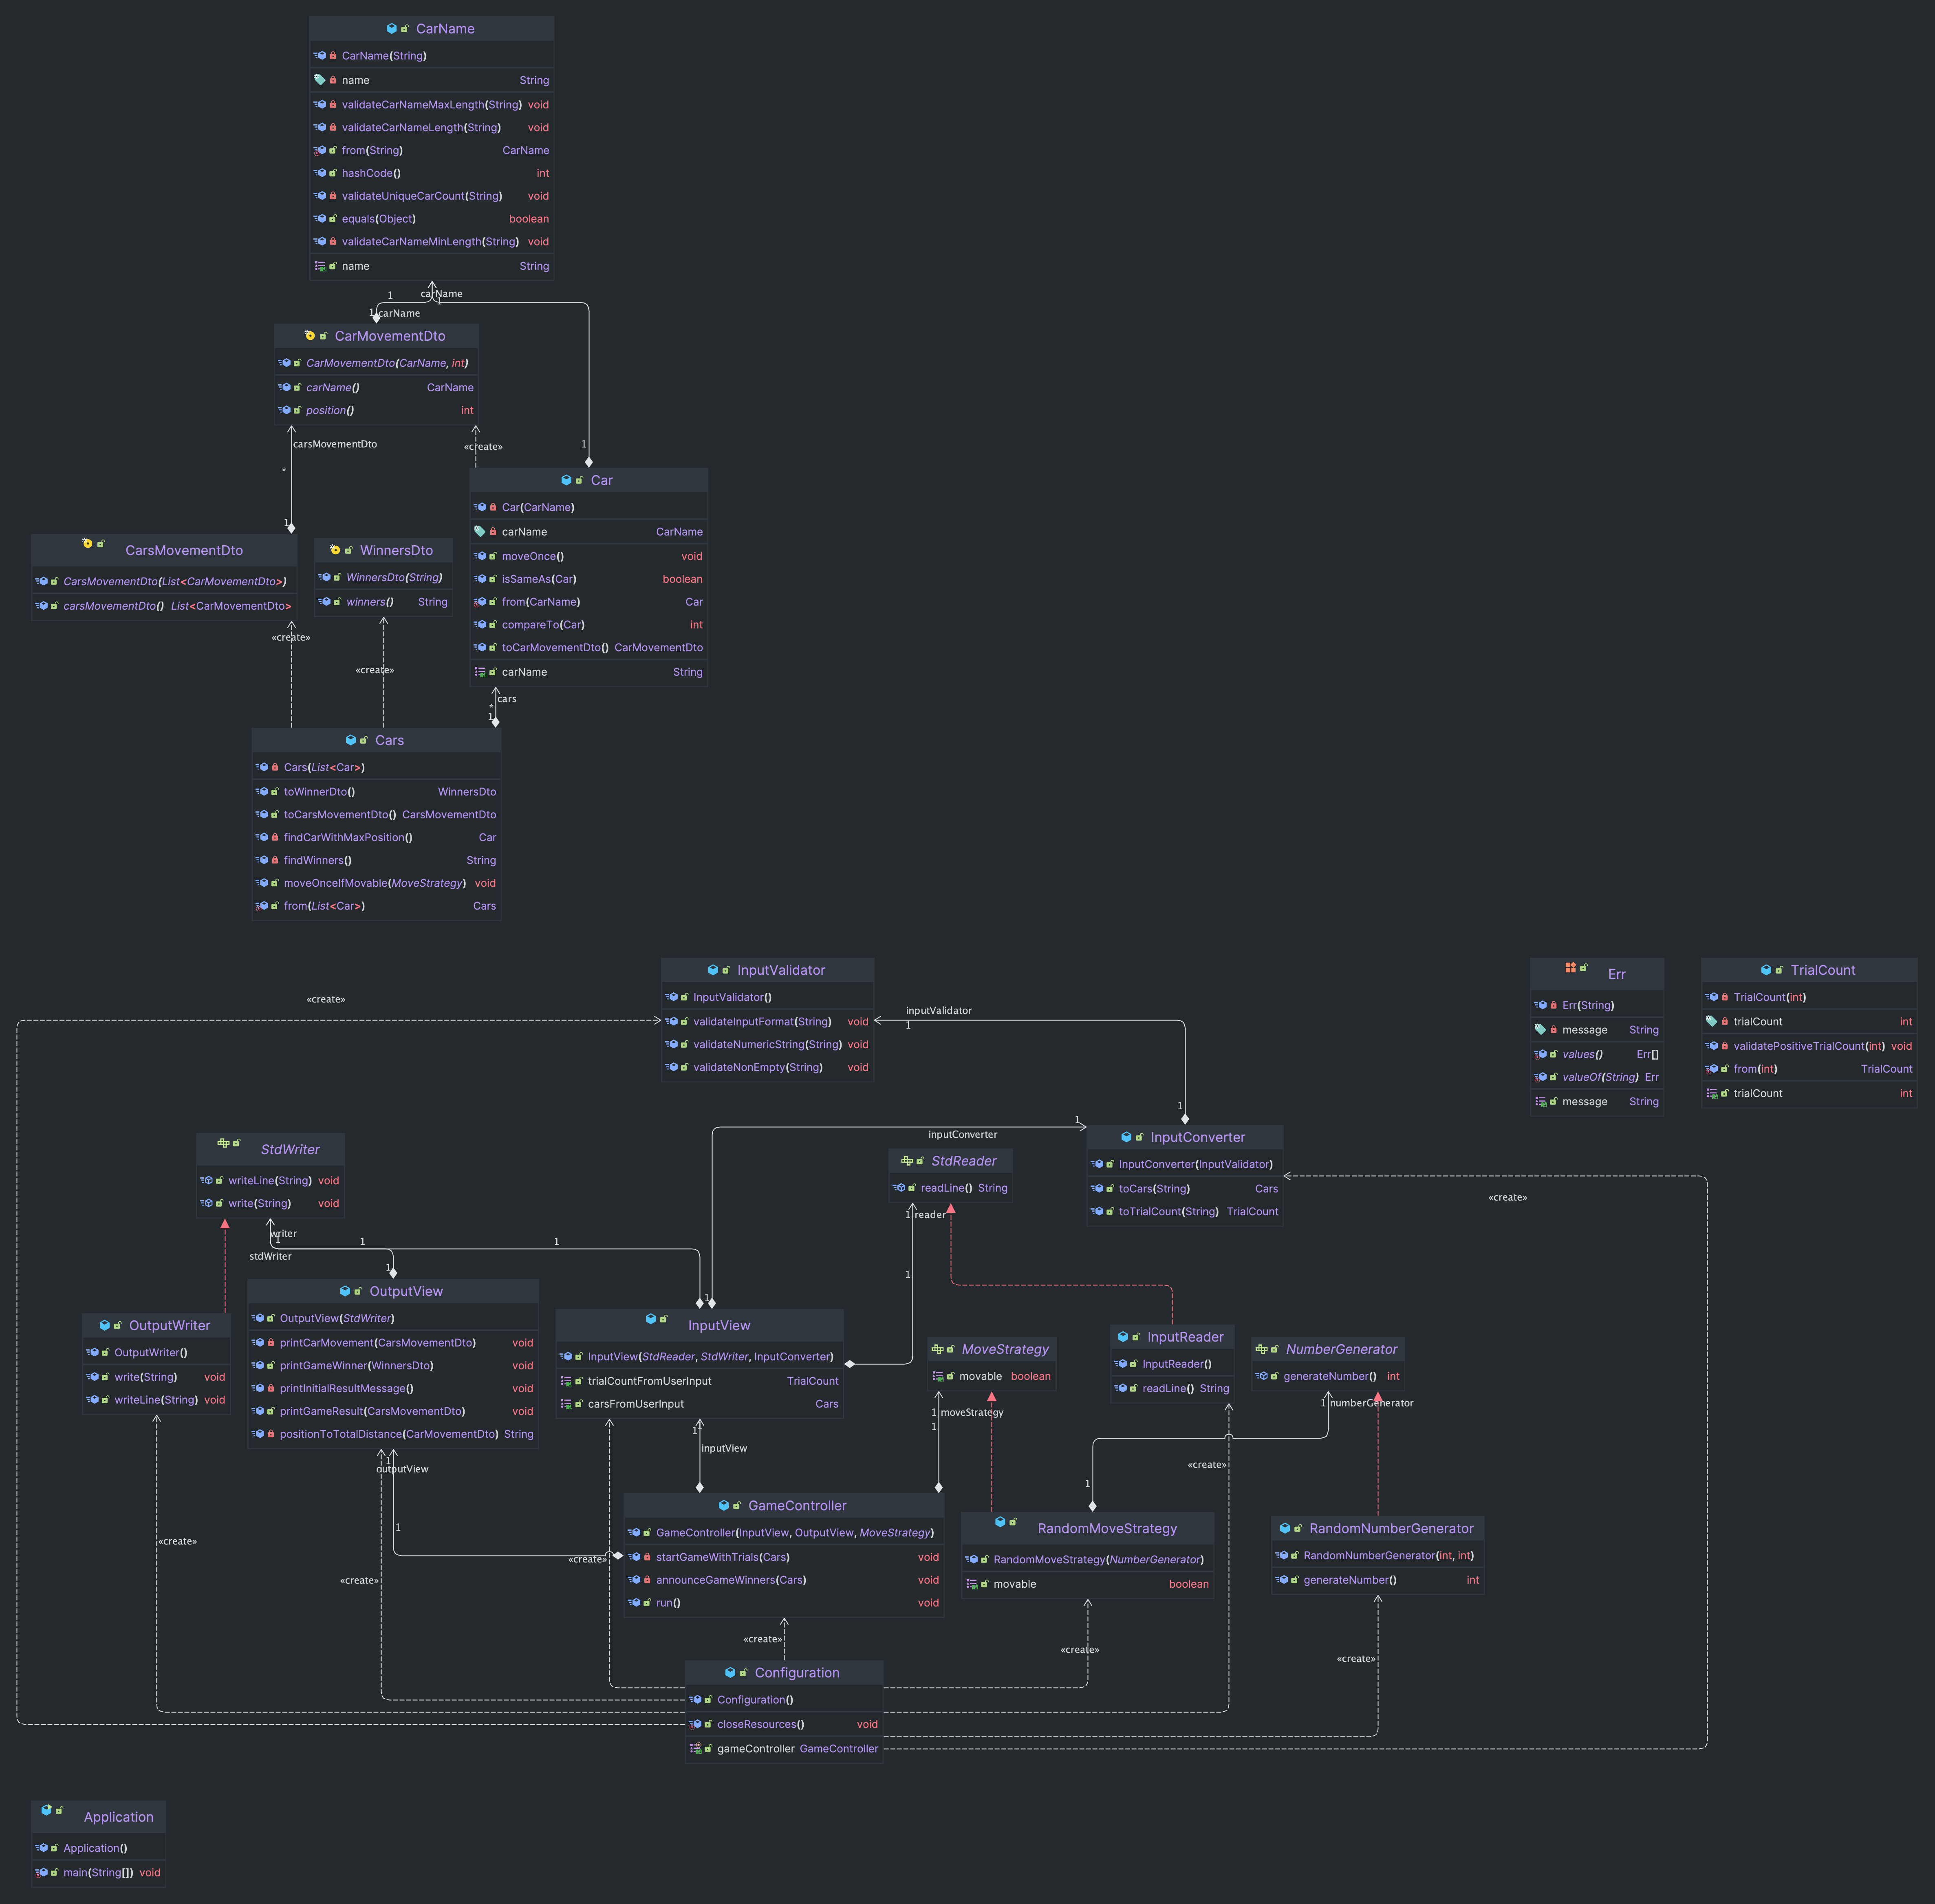 CarName
CarName(String)
name String
validateCarNameMaxLength(String) void
validateCarNameLength(String) void
from(String) CarName
hashCode() int
validateUniqueCarCount(String) void
equals(Object) boolean
validateCarNameMinLength(String) void
name String
1
carName
1
1
carName
CarMovementDto
CarMovementDto(CarName, int)
carName() CarName
position() int
carsMovementDto
*
1
«create»
1
Car
Car(CarName)
carName CarName
moveOnce() void
isSameAs(Car) boolean
from(CarName) Car
compareTo(Car) int
toCarMovementDto() CarMovementDto
carName String
CarsMovementDto
CarsMovementDto(List<CarMovementDto>)
carsMovementDto() List<CarMovementDto>
WinnersDto
WinnersDto(String)
winners() String
«create»
«create»
cars
*
1
Cars
Cars(List<Car>)
toWinnerDto() WinnersDto
toCarsMovementDto() CarsMovementDto
findCarWithMaxPosition() Car
findWinners() String
moveOnceIfMovable(MoveStrategy) void
from(List<Car>) Cars
«create»
InputValidator
InputValidator()
validateInputFormat(String) void
validateNumericString(String) void
validateNonEmpty(String) void
inputValidator
1
1
Err
Err(String)
message String
values() Err[]
valueOf(String) Err
message String
TrialCount
TrialCount(int)
trialCount int
validatePositiveTrialCount(int) void
from(int) TrialCount
trialCount int
1
inputConverter
InputConverter
InputConverter(InputValidator)
toCars(String) Cars
toTrialCount(String) TrialCount
«create»
StdWriter
writeLine(String) void
write(String) void
StdReader
readLine() String
1 reader
writer
1
stdWriter
1
1
1
1
1
OutputWriter
OutputWriter()
write(String) void
writeLine(String) void
OutputView
OutputView(StdWriter)
printCarMovement(CarsMovementDto) void
printGameWinner(WinnersDto) void
printInitialResultMessage() void
printGameResult(CarsMovementDto) void
positionToTotalDistance(CarMovementDto) String
InputView
InputView(StdReader, StdWriter, InputConverter)
trialCountFromUserInput TrialCount
carsFromUserInput Cars
MoveStrategy
movable boolean
InputReader
InputReader()
readLine() String
NumberGenerator
generateNumber() int
1 moveStrategy
1
1 numberGenerator
1
inputView
1
outputView
«create»
1
«create»
1
«create»
«create»
GameController
GameController(InputView, OutputView, MoveStrategy)
startGameWithTrials(Cars) void
announceGameWinners(Cars) void
run() void
RandomMoveStrategy
RandomMoveStrategy(NumberGenerator)
movable boolean
RandomNumberGenerator
RandomNumberGenerator(int, int)
generateNumber() int
«create»
«create»
«create»
«create»
Configuration
Configuration()
closeResources() void
gameController GameController
Application
Application()
main(String[]) void